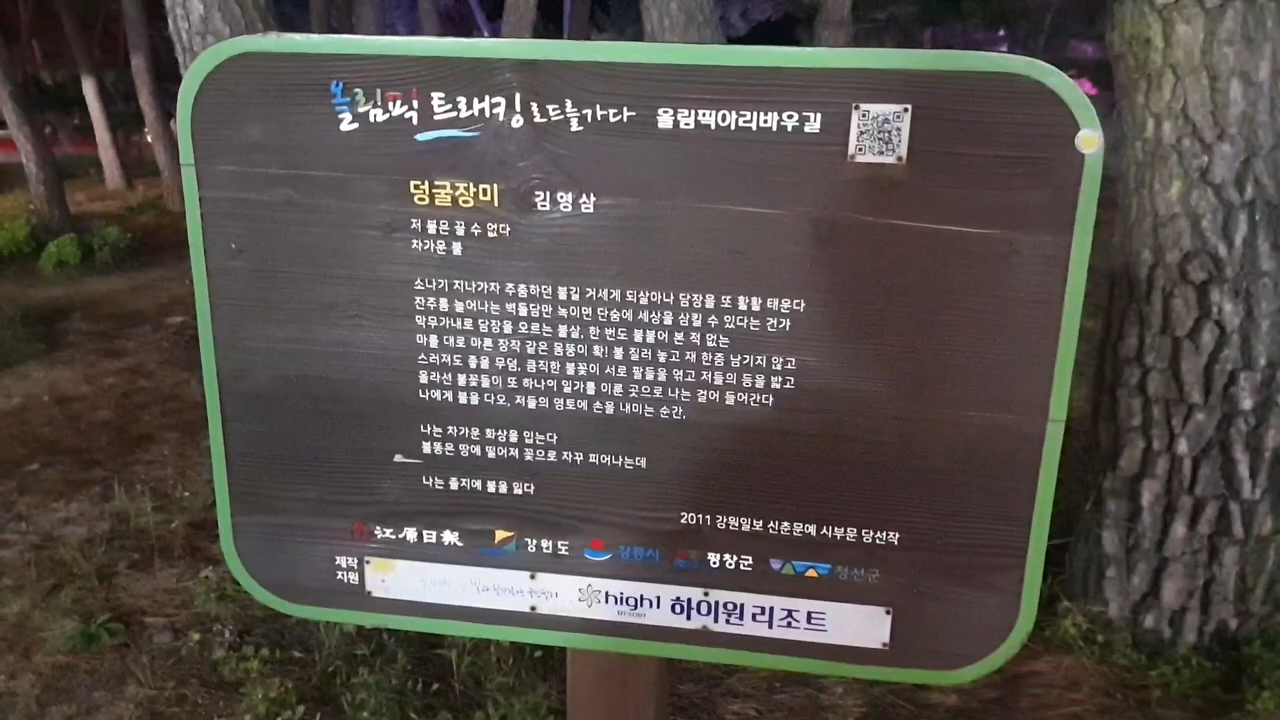 올림픽 트래킹 로드를가다 올림픽아리바우길
덩굴장미 김영삼
저 불은 끌 수 없다
차가운 불
소나기 지나가자 주춤하던 불길 거세게 되살아나 담장을 또 활활 태운다
잔주름 늘어나는 벽돌담만 녹이면 단숨에 세상을 삼킬 수 있다는 건가
막무가내로 담장을 오르는 불살, 한 번도 불붙어 본 적 없는
마를 대로 마른 장작 같은 몸뚱이 확! 불 질러 놓고 재 한줌 남기지 않고
스러져도 좋을 무덤, 큼직한 불꽃이 서로 팔들을 엮고 저들의 등을 밟고
올라선 불꽃들이 또 하나의 일가를 이룬 곳으로 나는 걸어 들어간다
나에게 불을 다오, 저들의 영토에 손을 내미는 순간,
나는 차가운 화상을 입는다
불똥은 땅에 떨어져 꽃으로 자꾸 피어나는데
나는 졸지에 불을 잃다
2011 강원일보 신춘문예 시부문 당선작
江原日報 강원도 강릉시 평창군 정선군
제작
지원
high1 하이원리조트
RESORT